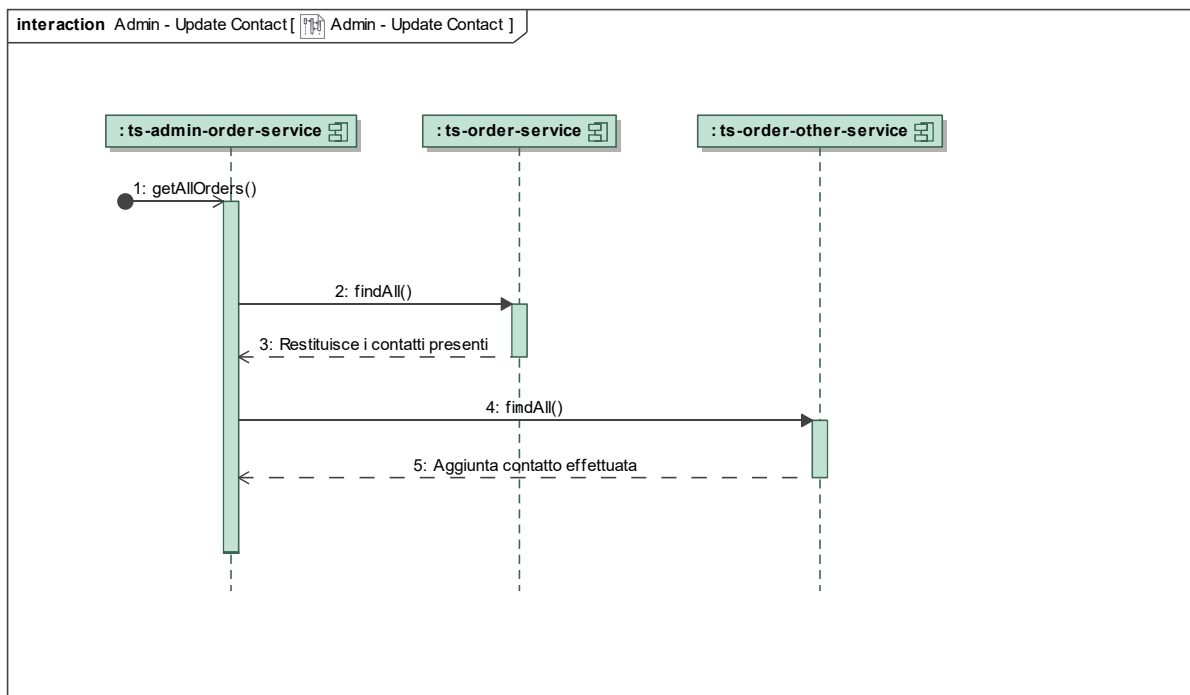 interaction Admin - Update Contact [ Admin - Update Contact ]
: ts-admin-order-service
: ts-order-service
: ts-order-other-service
1: getAllOrders()
2: findAll()
3: Restituisce i contatti presenti
4: findAll()
5: Aggiunta contatto effettuata